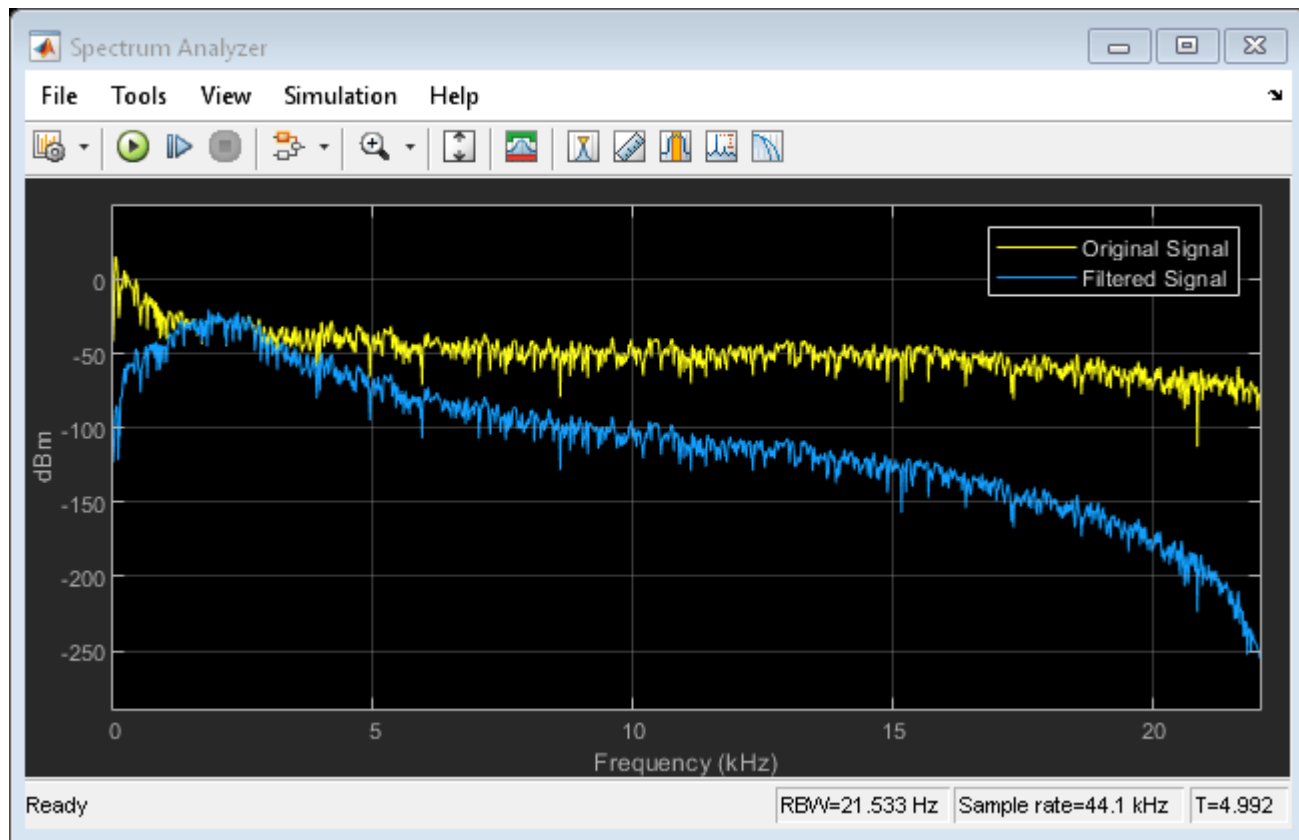 Spectrum Analyzer
File Tools View Simulation Help
Original Signal
Filtered Signal
0
-50
-100
-150
-200
-250
dBm
0 5 10 15 20
Frequency (kHz)
Ready RBW=21.533 Hz Sample rate=44.1 kHz T=4.992